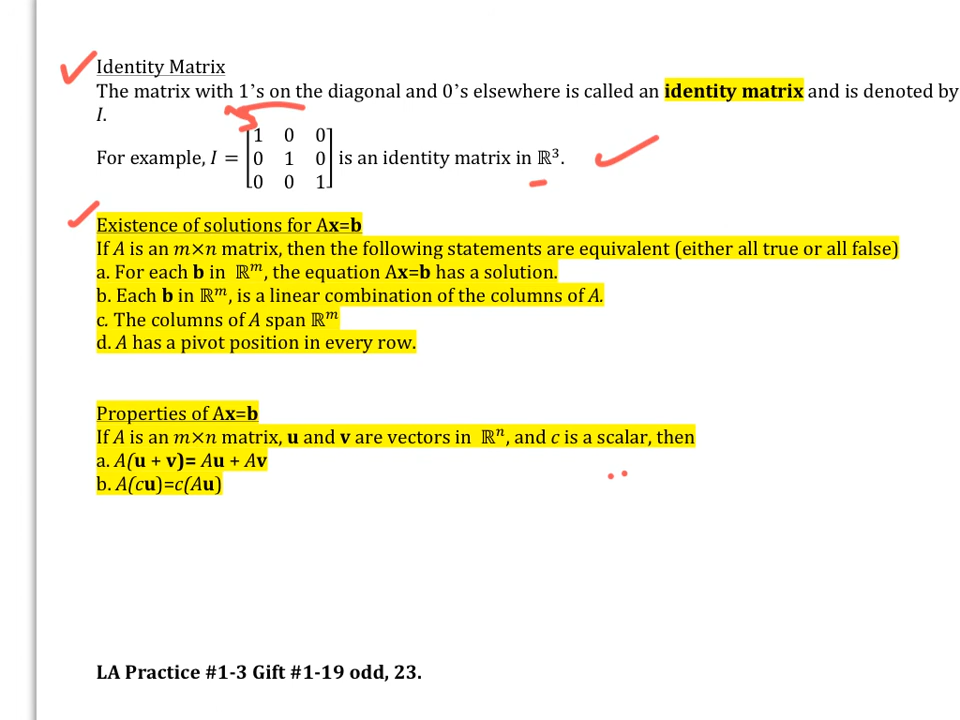 Identity Matrix
The matrix with 1's on the diagonal and 0's elsewhere is called an identity matrix and is denoted by
I.
For example, I = [1 0 0; 0 1 0; 0 0 1] is an identity matrix in ℝ³.
Existence of solutions for Ax=b
If A is an m×n matrix, then the following statements are equivalent (either all true or all false)
a. For each b in ℝᵐ, the equation Ax=b has a solution.
b. Each b in ℝᵐ, is a linear combination of the columns of A.
c. The columns of A span ℝᵐ
d. A has a pivot position in every row.
Properties of Ax=b
If A is an m×n matrix, u and v are vectors in ℝⁿ, and c is a scalar, then
a. A(u + v)= Au + Av
b. A(cu)=c(Au)
LA Practice #1-3 Gift #1-19 odd, 23.